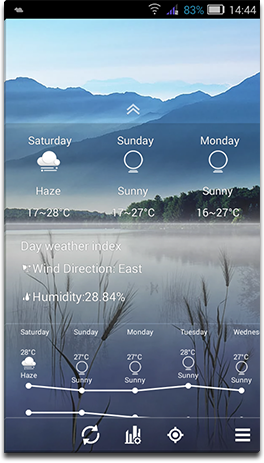 83% 14:44
Saturday Sunday Monday
Haze Sunny Sunny
17~28°C 17~27°C 16~27°C
Day weather index
Wind Direction: East
Humidity:28.84%
Saturday Sunday Monday Tuesday Wednes
28°C 27°C 27°C 28°C 27°C
Haze Sunny Sunny Sunny Sunny